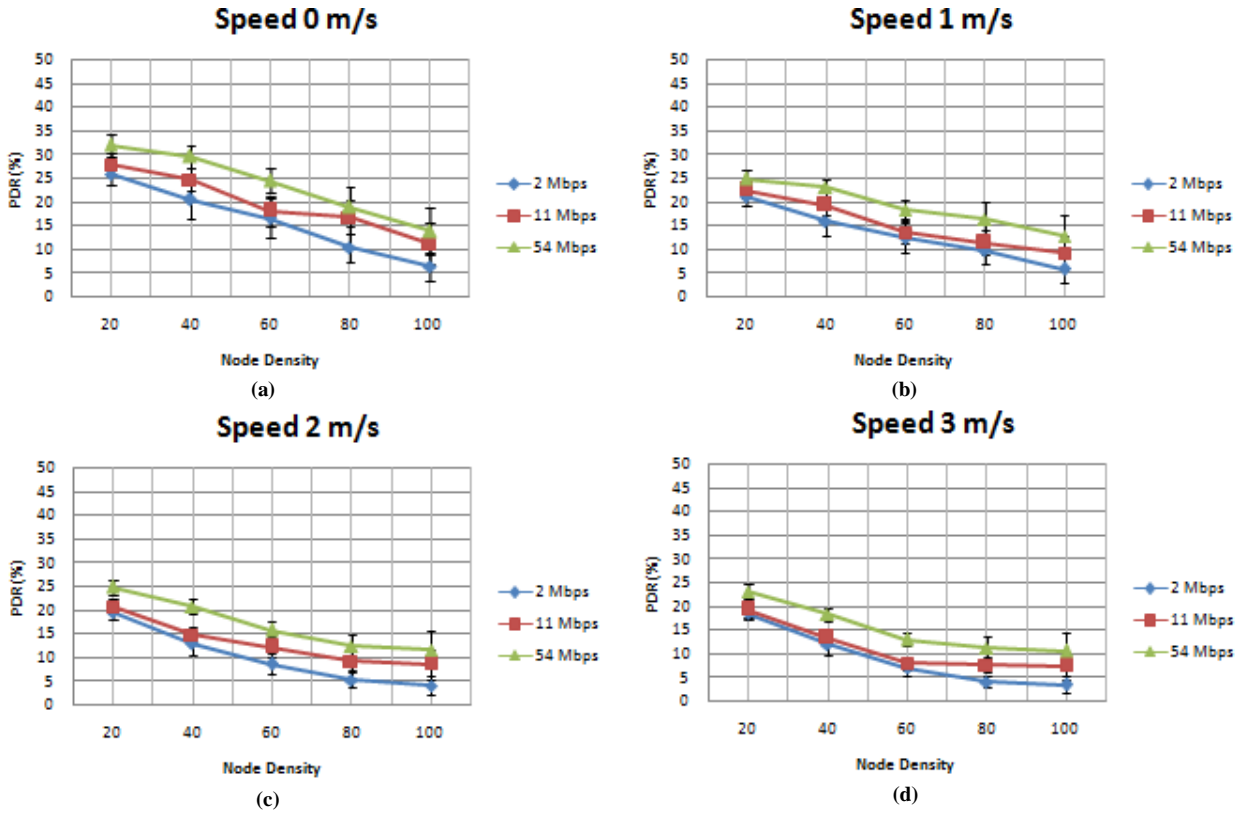 Speed 0 m/s
50
45
40
35
30
25
20
15
10
5
0
PDR (%)
20 40 60 80 100
Node Density
2 Mbps
11 Mbps
54 Mbps
(a)
Speed 1 m/s
50
45
40
35
30
25
20
15
10
5
0
PDR (%)
20 40 60 80 100
Node Density
2 Mbps
11 Mbps
54 Mbps
(b)
Speed 2 m/s
50
45
40
35
30
25
20
15
10
5
0
PDR (%)
20 40 60 80 100
Node Density
2 Mbps
11 Mbps
54 Mbps
(c)
Speed 3 m/s
50
45
40
35
30
25
20
15
10
5
0
PDR (%)
20 40 60 80 100
Node Density
2 Mbps
11 Mbps
54 Mbps
(d)